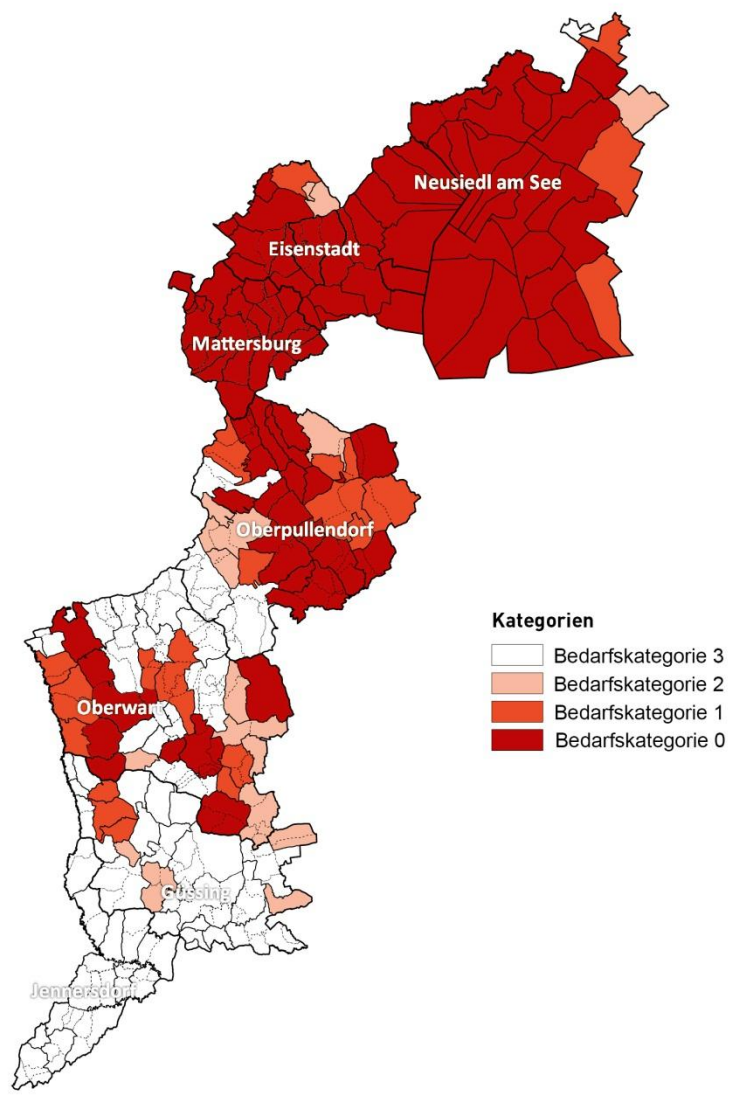 Neusiedl am See
Eisenstadt
Mattersburg
Oberpullendorf
Oberwart
Güssing
Jennersdorf
Kategorien
Bedarfskategorie 3
Bedarfskategorie 2
Bedarfskategorie 1
Bedarfskategorie 0